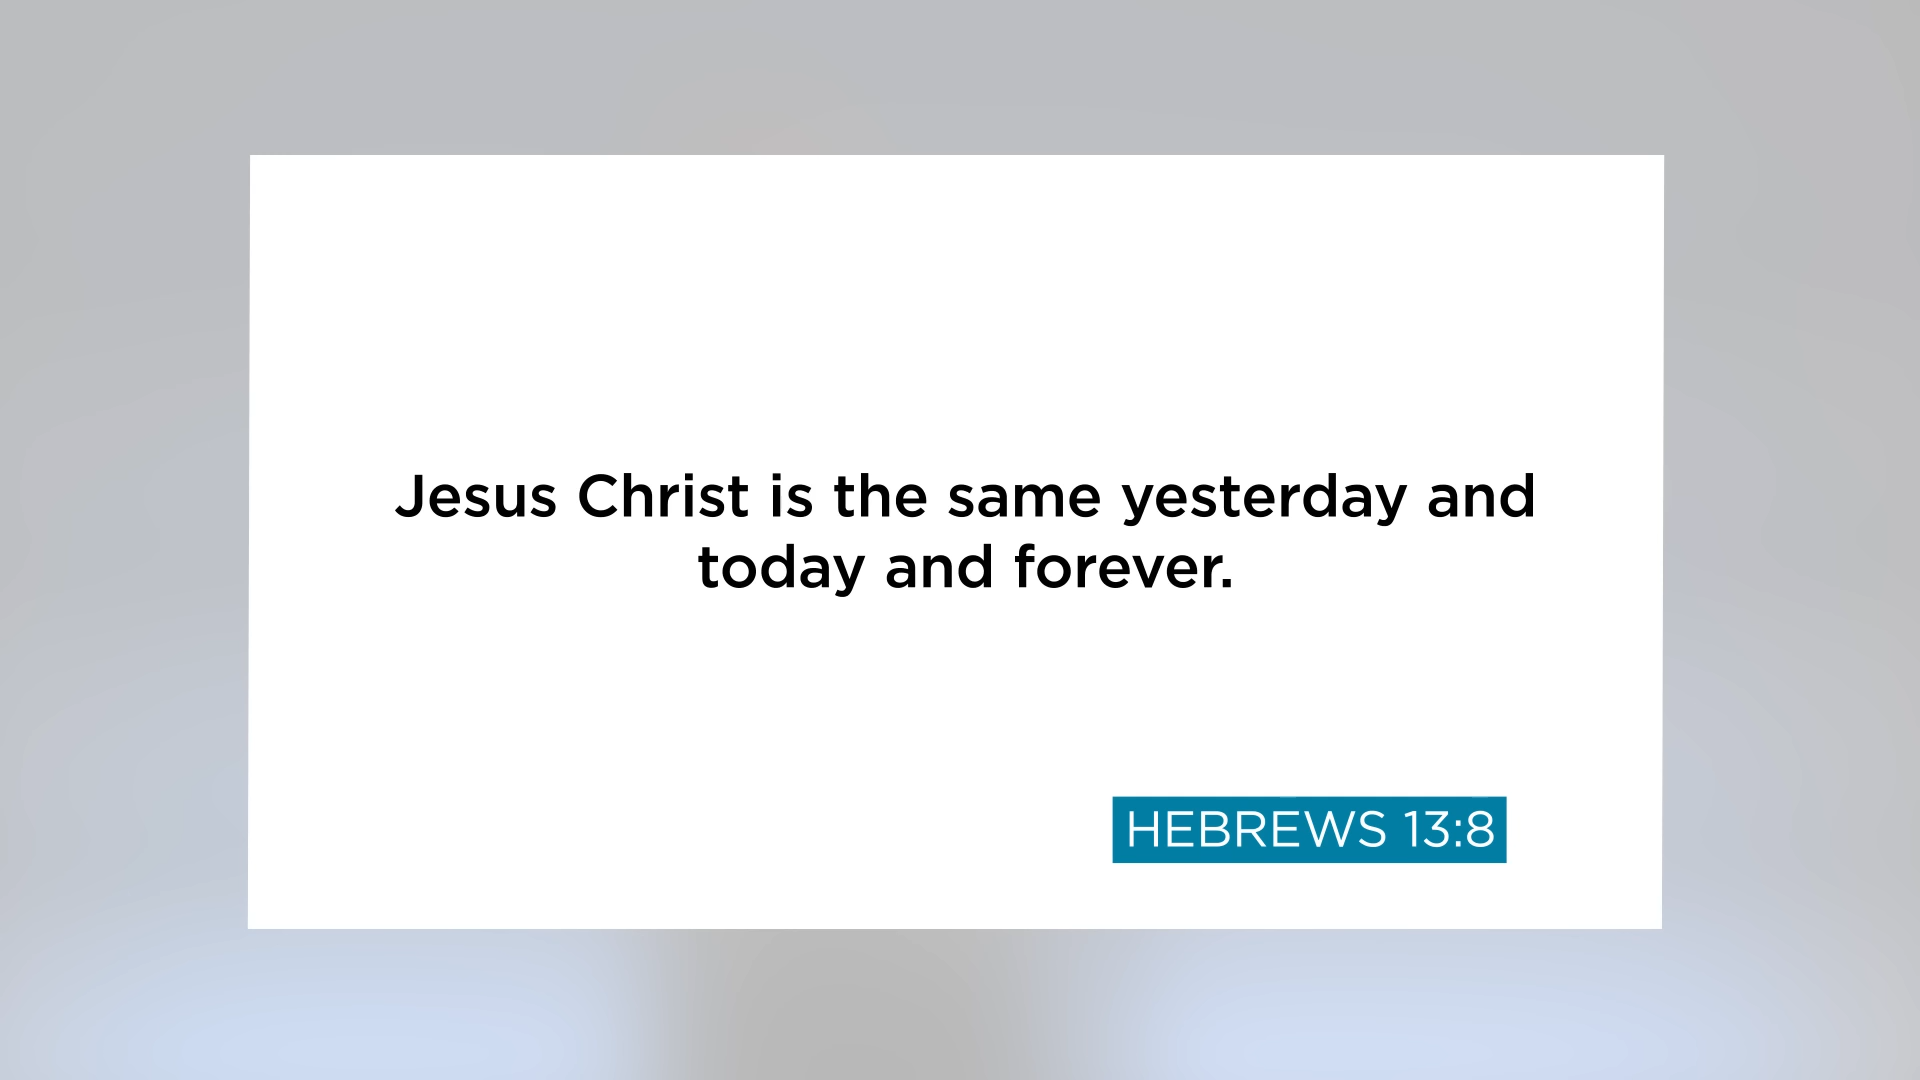 Jesus Christ is the same yesterday and
today and forever.
HEBREWS 13:8